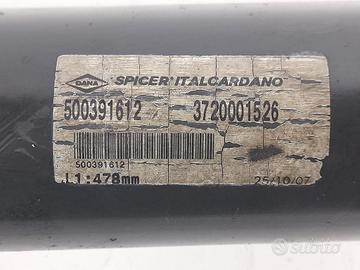 DANA SPICER ITALCARDANO
500391612 3720001526
500391612
L1:478mm 25/10/07
subito